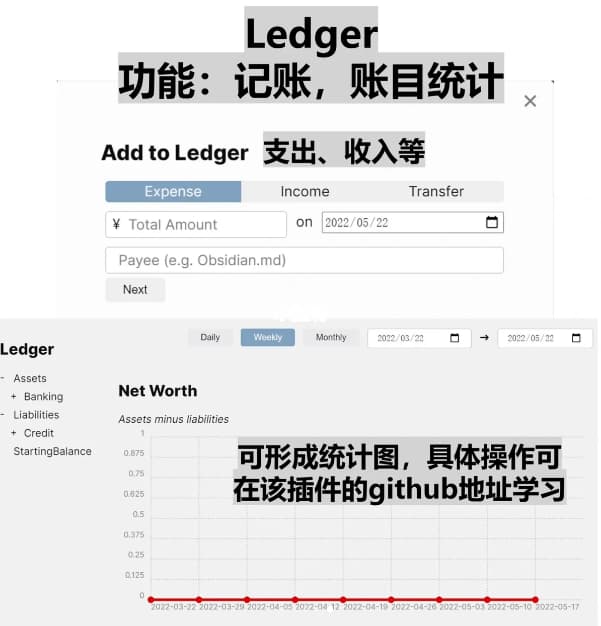 Ledger
功能：记账，账目统计
Add to Ledger 支出、收入等
Expense Income Transfer
¥ Total Amount on 2022/05/22
Payee (e.g. Obsidian.md)
Next
Daily Weekly Monthly 2022/03/22 → 2022/05/22
Ledger
- Assets
+ Banking
- Liabilities
+ Credit
StartingBalance
Net Worth
Assets minus liabilities
1
0.875
0.75
0.625
0.5
0.375
0.25
0.125
0
可形成统计图，具体操作可
在该插件的github地址学习
2022-03-22 2022-03-29 2022-04-05 2022-04-12 2022-04-19 2022-04-26 2022-05-03 2022-05-10 2022-05-17